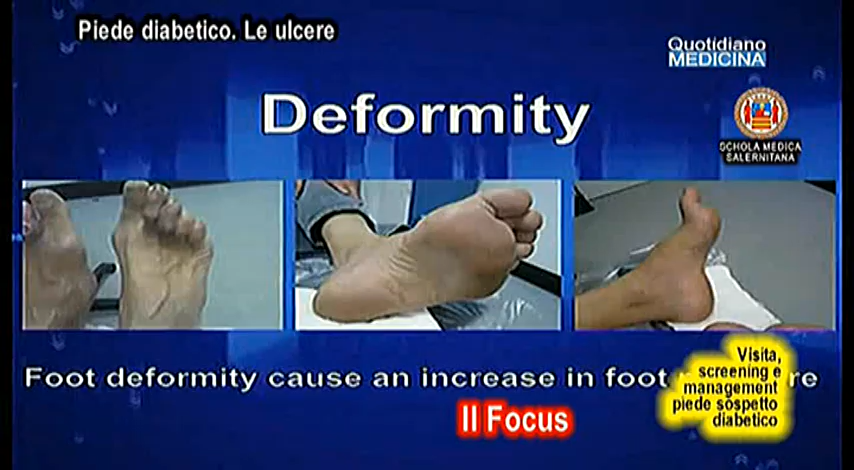 Piede diabetico. Le ulcere
Quotidiano
MEDICINA
Deformity
SCHOLA MEDICA
SALERNITANA
Foot deformity cause an increase in foot re
Visita,
screening e
management
piede sospetto
diabetico
Il Focus